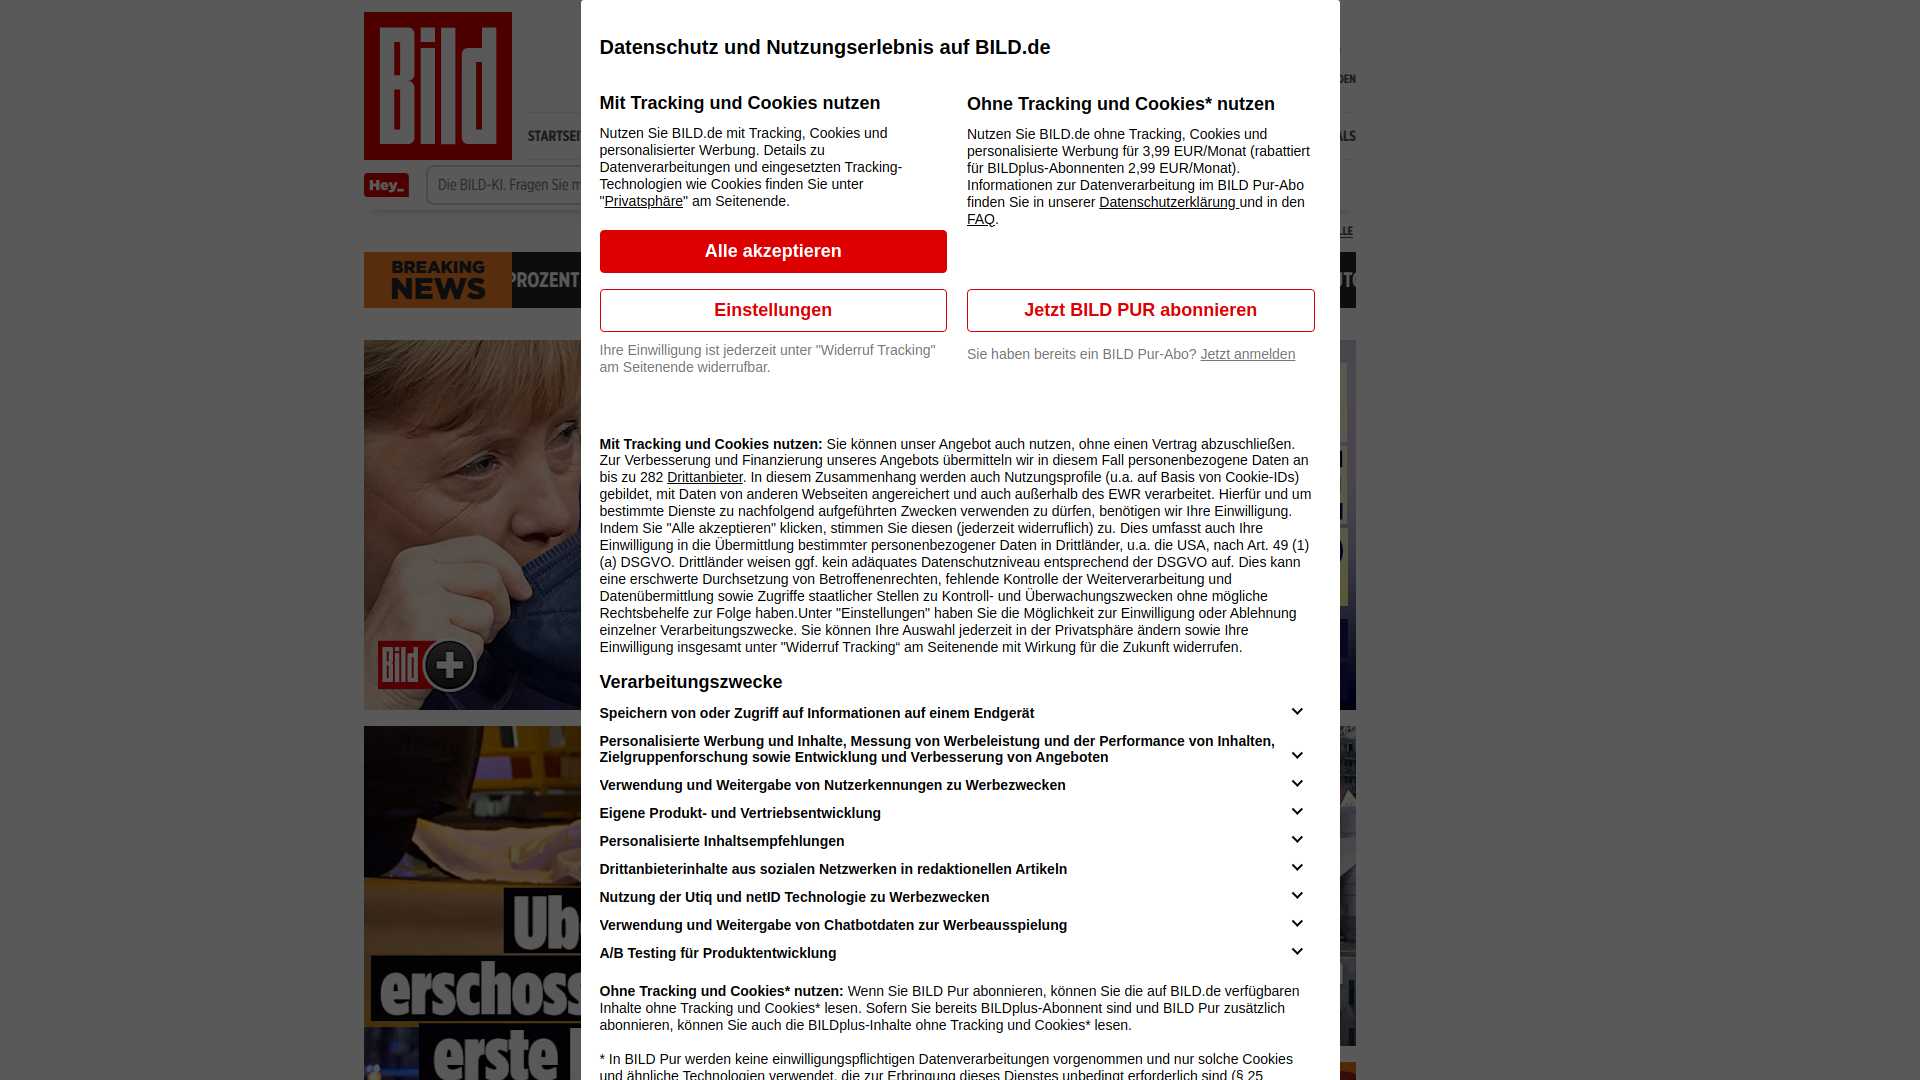 Bild
STARTSEI
Hey_
Die BILD-KI. Fragen Sie m
BREAKING
NEWS
PROZENT
Bild
Ub
erschoss
erste
Datenschutz und Nutzungserlebnis auf BILD.de
Mit Tracking und Cookies nutzen
Nutzen Sie BILD.de mit Tracking, Cookies und
personalisierter Werbung. Details zu
Datenverarbeitungen und eingesetzten Tracking-
Technologien wie Cookies finden Sie unter
"Privatsphäre" am Seitenende.
Alle akzeptieren
Einstellungen
Ihre Einwilligung ist jederzeit unter "Widerruf Tracking"
am Seitenende widerrufbar.
Ohne Tracking und Cookies* nutzen
Nutzen Sie BILD.de ohne Tracking, Cookies und
personalisierte Werbung für 3,99 EUR/Monat (rabattiert
für BILDplus-Abonnenten 2,99 EUR/Monat).
Informationen zur Datenverarbeitung im BILD Pur-Abo
finden Sie in unserer Datenschutzerklärung und in den
FAQ.
Jetzt BILD PUR abonnieren
Sie haben bereits ein BILD Pur-Abo? Jetzt anmelden
Mit Tracking und Cookies nutzen: Sie können unser Angebot auch nutzen, ohne einen Vertrag abzuschließen.
Zur Verbesserung und Finanzierung unseres Angebots übermitteln wir in diesem Fall personenbezogene Daten an
bis zu 282 Drittanbieter. In diesem Zusammenhang werden auch Nutzungsprofile (u.a. auf Basis von Cookie-IDs)
gebildet, mit Daten von anderen Webseiten angereichert und auch außerhalb des EWR verarbeitet. Hierfür und um
bestimmte Dienste zu nachfolgend aufgeführten Zwecken verwenden zu dürfen, benötigen wir Ihre Einwilligung.
Indem Sie "Alle akzeptieren" klicken, stimmen Sie diesen (jederzeit widerruflich) zu. Dies umfasst auch Ihre
Einwilligung in die Übermittlung bestimmter personenbezogener Daten in Drittländer, u.a. die USA, nach Art. 49 (1)
(a) DSGVO. Drittländer weisen ggf. kein adäquates Datenschutzniveau entsprechend der DSGVO auf. Dies kann
eine erschwerte Durchsetzung von Betroffenenrechten, fehlende Kontrolle der Weiterverarbeitung und
Datenübermittlung sowie Zugriffe staatlicher Stellen zu Kontroll- und Überwachungszwecken ohne mögliche
Rechtsbehelfe zur Folge haben.Unter "Einstellungen" haben Sie die Möglichkeit zur Einwilligung oder Ablehnung
einzelner Verarbeitungszwecke. Sie können Ihre Auswahl jederzeit in der Privatsphäre ändern sowie Ihre
Einwilligung insgesamt unter "Widerruf Tracking“ am Seitenende mit Wirkung für die Zukunft widerrufen.
Verarbeitungszwecke
Speichern von oder Zugriff auf Informationen auf einem Endgerät
Personalisierte Werbung und Inhalte, Messung von Werbeleistung und der Performance von Inhalten,
Zielgruppenforschung sowie Entwicklung und Verbesserung von Angeboten
Verwendung und Weitergabe von Nutzerkennungen zu Werbezwecken
Eigene Produkt- und Vertriebsentwicklung
Personalisierte Inhaltsempfehlungen
Drittanbieterinhalte aus sozialen Netzwerken in redaktionellen Artikeln
Nutzung der Utiq und netID Technologie zu Werbezwecken
Verwendung und Weitergabe von Chatbotdaten zur Werbeausspielung
A/B Testing für Produktentwicklung
Ohne Tracking und Cookies* nutzen: Wenn Sie BILD Pur abonnieren, können Sie die auf BILD.de verfügbaren
Inhalte ohne Tracking und Cookies* lesen. Sofern Sie bereits BILDplus-Abonnent sind und BILD Pur zusätzlich
abonnieren, können Sie auch die BILDplus-Inhalte ohne Tracking und Cookies* lesen.
* In BILD Pur werden keine einwilligungspflichtigen Datenverarbeitungen vorgenommen und nur solche Cookies
und ähnliche Technologien verwendet, die zur Erbringung dieses Dienstes unbedingt erforderlich sind (§ 25